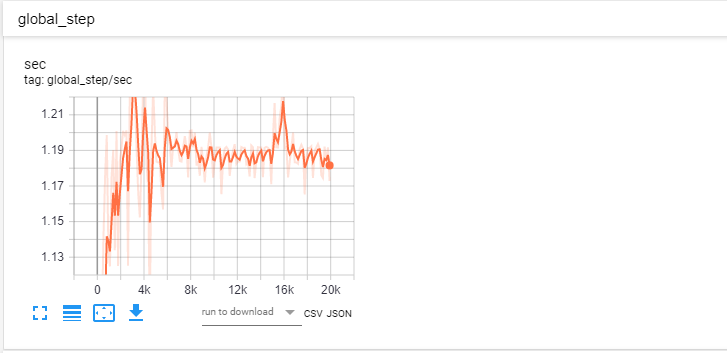 global_step
sec
tag: global_step/sec
1.21
1.19
1.17
1.15
1.13
0 4k 8k 12k 16k 20k
run to download CSV JSON